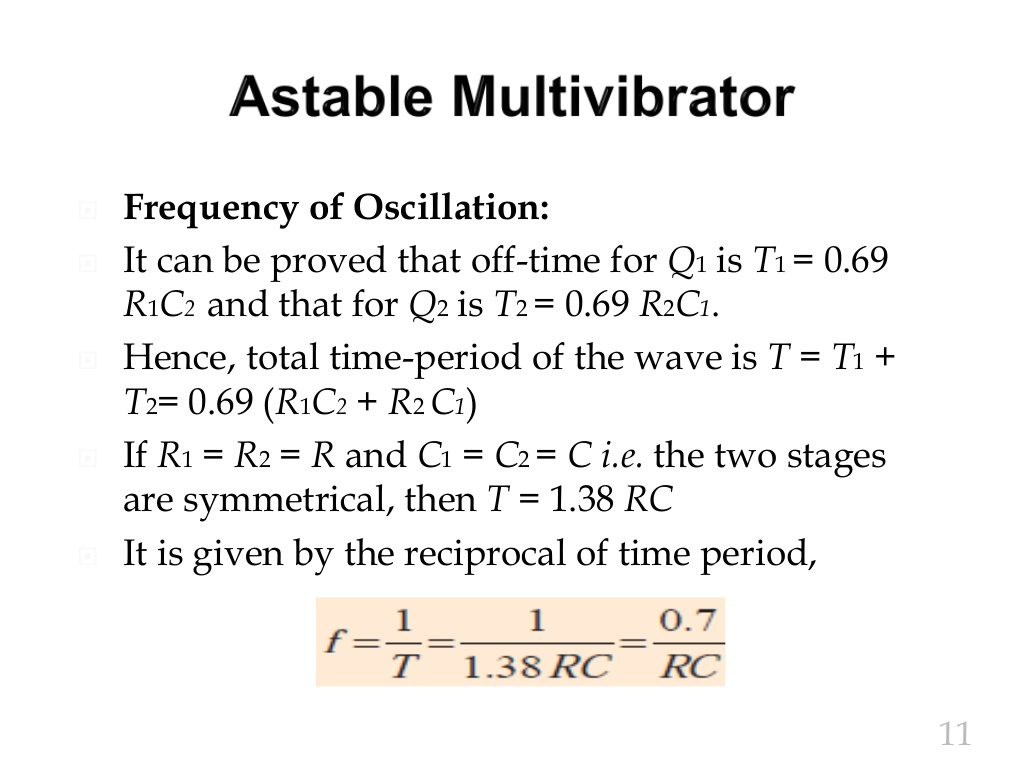 Astable Multivibrator
Frequency of Oscillation:
It can be proved that off-time for Q1 is T1 = 0.69
R1C2 and that for Q2 is T2 = 0.69 R2C1.
Hence, total time-period of the wave is T = T1 +
T2= 0.69 (R1C2 + R2 C1)
If R1 = R2 = R and C1 = C2 = C i.e. the two stages
are symmetrical, then T = 1.38 RC
It is given by the reciprocal of time period,
f = 1/T = 1/1.38 RC = 0.7/RC
11